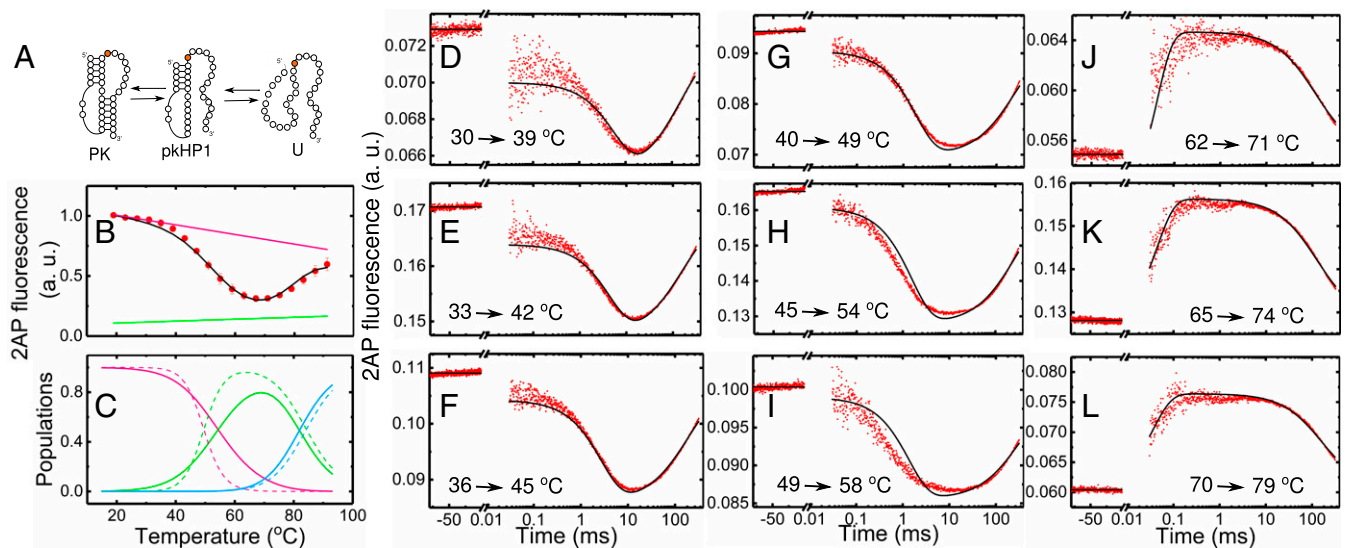 A
5'
5'
5'
3'
3'
3'
PK
pkHP1
U
B
2AP fluorescence
(a. u.)
1.0
0.5
0.0
C
Populations
0.8
0.4
0.0
20 40 60 80 100
Temperature (ºC)
2AP fluorescence (a. u.)
D
0.072
0.070
0.068
0.066
30 → 39 ºC
E
0.17
0.16
0.15
33 → 42 ºC
F
0.11
0.10
0.09
36 → 45 ºC
-50 0.01 0.1 1 10 100
Time (ms)
G
0.09
0.08
0.07
40 → 49 ºC
H
0.16
0.15
0.14
0.13
45 → 54 ºC
I
0.100
0.095
0.090
0.085
49 → 58 ºC
-50 0.01 0.1 1 10 100
Time (ms)
J
0.064
0.060
0.056
62 → 71 ºC
K
0.16
0.15
0.14
0.13
65 → 74 ºC
L
0.080
0.075
0.070
0.065
0.060
70 → 79 ºC
-50 0.01 0.1 1 10 100
Time (ms)